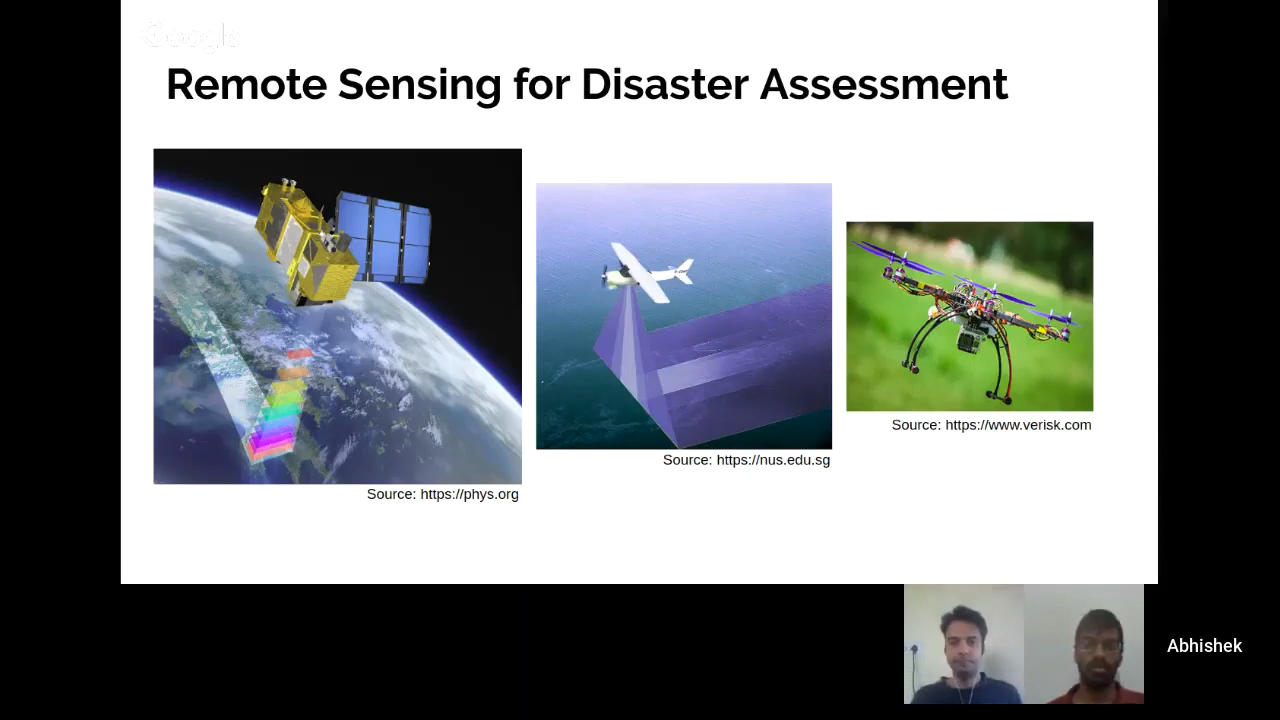 Google
Remote Sensing for Disaster Assessment
Source: https://www.verisk.com
Source: https://nus.edu.sg
Source: https://phys.org
Abhishek